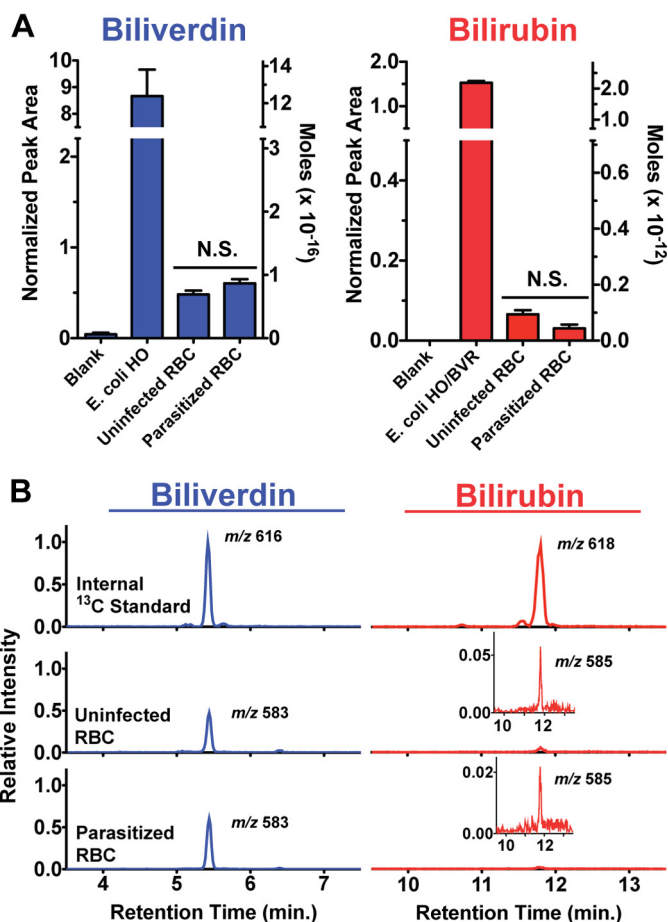 A
Biliverdin
Bilirubin
Normalized Peak Area
10
9
8
2
1
0
14
12
3
2
1
0
Moles (x 10-16)
N.S.
Blank
E. coli HO
Uninfected RBC
Parasitized RBC
Normalized Peak Area
2.0
1.5
1.0
0.4
0.2
0.0
2.0
1.0
0.6
0.4
0.2
0.0
Moles (x 10-12)
N.S.
Blank
E. coli HO/BVR
Uninfected RBC
Parasitized RBC
B
Biliverdin
Bilirubin
Relative Intensity
1.0
0.5
0.0
m/z 616
Internal
13C Standard
m/z 618
1.0
0.5
0.0
Uninfected
RBC
m/z 583
0.05
0.00
10 12
m/z 585
1.0
0.5
0.0
Parasitized
RBC
m/z 583
0.02
0.00
10 12
m/z 585
4 5 6 7
10 11 12 13
Retention Time (min.)
Retention Time (min.)